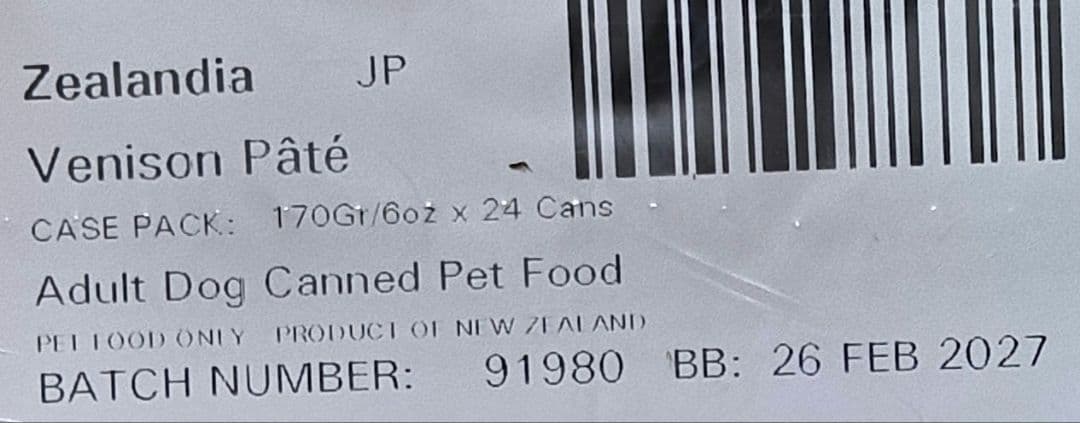 Zealandia JP
Venison Pâté
CASE PACK: 170Gr/6oz x 24 Cans
Adult Dog Canned Pet Food
PET FOOD ONLY PRODUCT OF NEW ZEALAND
BATCH NUMBER: 91980 BB: 26 FEB 2027